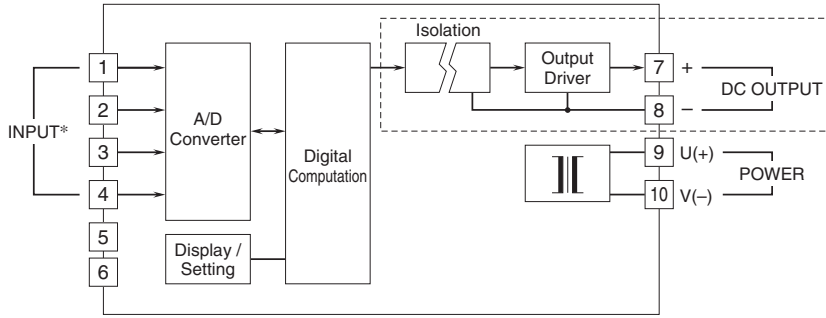 Isolation
1
2
3
4
5
6
INPUT*
A/D
Converter
Display /
Setting
Digital
Computation
Output
Driver
7
+
8
–
DC OUTPUT
9
U(+)
10
V(–)
POWER